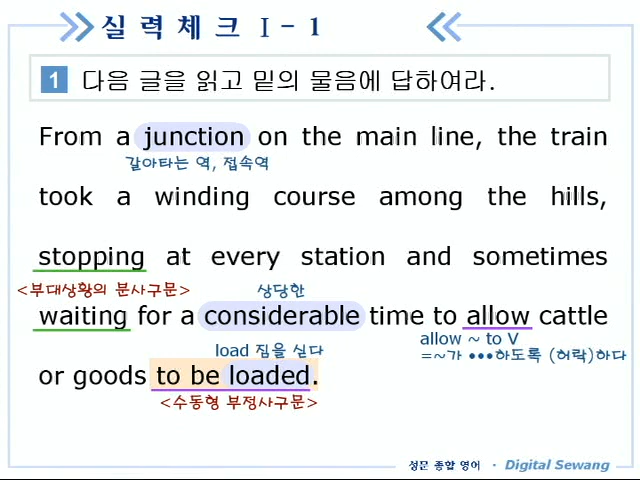 실 력 체 크 I - 1
1 다음 글을 읽고 밑의 물음에 답하여라.
From a junction on the main line, the train
갈아타는 역, 접속역
took a winding course among the hills,
stopping at every station and sometimes
<부대상황의 분사구문> 상당한
waiting for a considerable time to allow cattle
load 짐을 싣다 allow ~ to V
=~가 •••하도록 (허락)하다
or goods to be loaded.
<수동형 부정사구문>
성문 종합 영어 · Digital Sewang